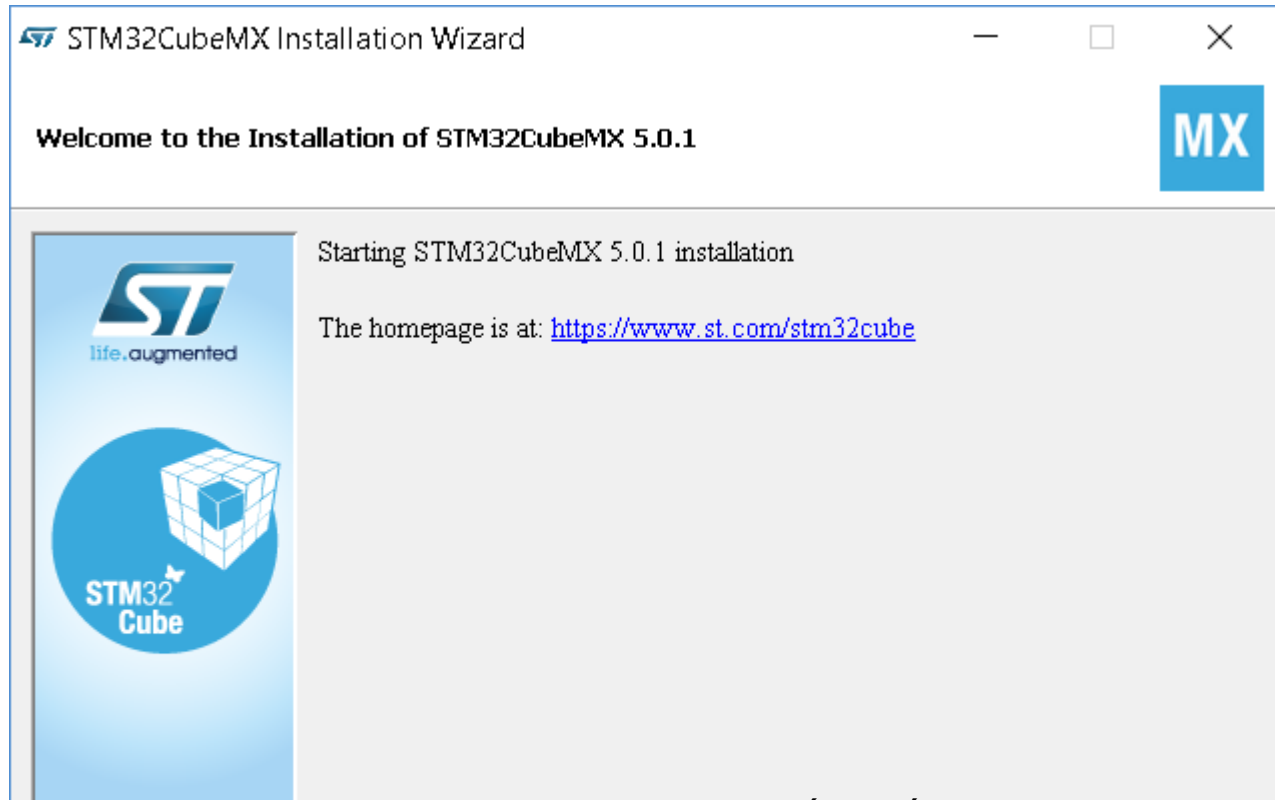 STM32CubeMX Installation Wizard
Welcome to the Installation of STM32CubeMX 5.0.1
MX
Starting STM32CubeMX 5.0.1 installation
The homepage is at: https://www.st.com/stm32cube
ST
life.augmented
STM32
Cube